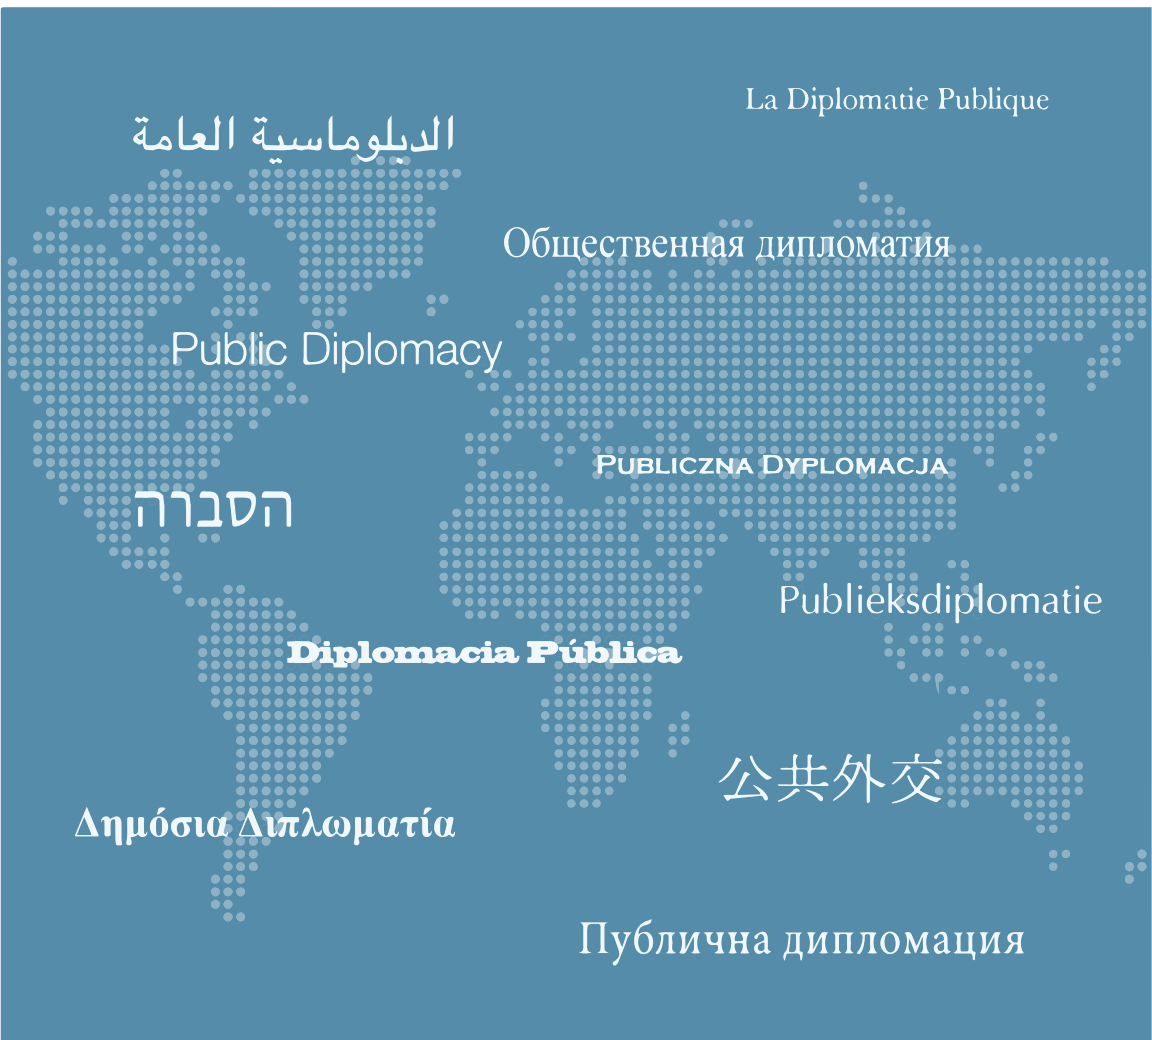 La Diplomatie Publique
الدبلوماسية العامة
Общественная дипломатия
Public Diplomacy
Publiczna Dyplomacja
הסברה
Publieksdiplomatie
Diplomacia Pública
公共外交
Δημόσια Διπλωματία
Публична дипломация